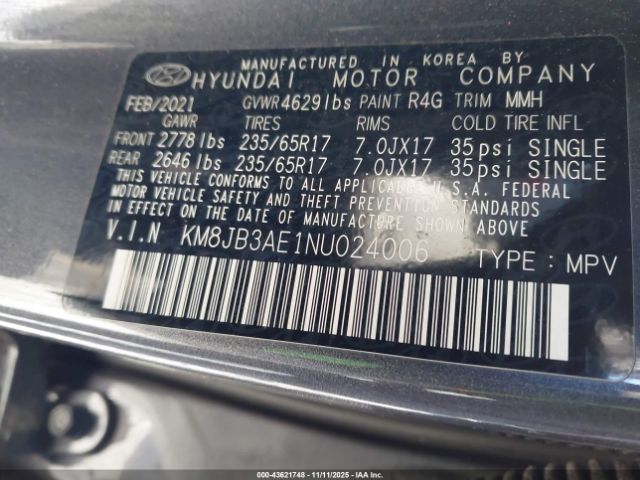 MANUFACTURED IN KOREA BY
HYUNDAI MOTOR COMPANY
FEB/2021 GVWR 4629 lbs PAINT R4G TRIM MMH
GAWR TIRES RIMS COLD TIRE INFL
FRONT 2778 lbs 235/65R17 7.0JX17 35psi SINGLE
REAR 2646 lbs 235/65R17 7.0JX17 35psi SINGLE
THIS VEHICLE CONFORMS TO ALL APPLICABLE U.S.A. FEDERAL
MOTOR VEHICLE SAFETY AND THEFT PREVENTION STANDARDS
IN EFFECT ON THE DATE OF MANUFACTURE SHOWN ABOVE
V.I.N KM8JB3AE1NU024006 TYPE : MPV
000-43621748 - 11/11/2025 - IAA Inc.